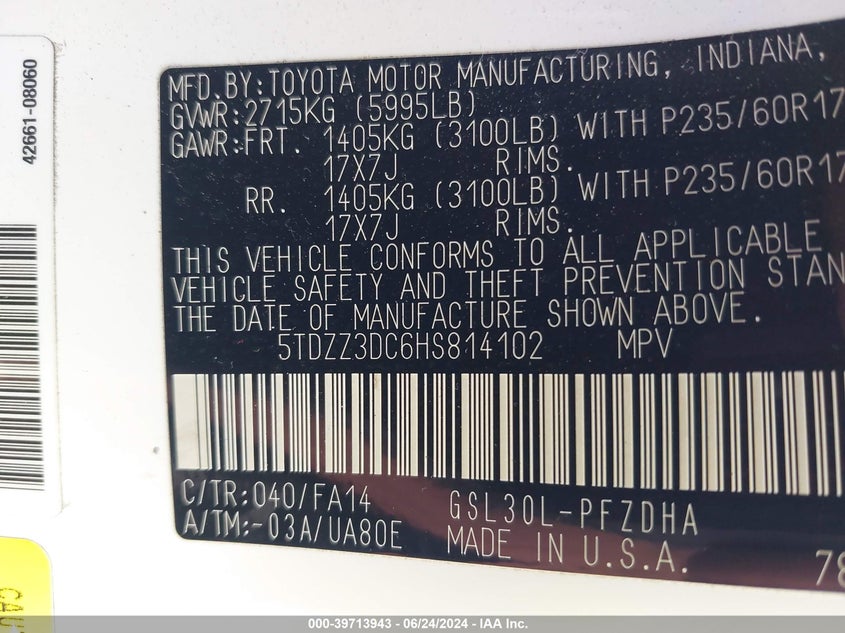 42661-08060
MFD. BY: TOYOTA MOTOR MANUFACTURING, INDIANA,
GVWR: 2715KG (5995LB)
GAWR: FRT. 1405KG (3100LB) WITH P235/60R17
17X7J RIMS.
RR. 1405KG (3100LB) WITH P235/60R17
17X7J RIMS.
THIS VEHICLE CONFORMS TO ALL APPLICABLE
VEHICLE SAFETY AND THEFT PREVENTION STAN
THE DATE OF MANUFACTURE SHOWN ABOVE.
5TDZZ3DC6HS814102 MPV
C/TR: 040/FA14 GSL30L-PFZDHA
A/TM:-03A/UA80E MADE IN U.S.A.
78
CAU
000-39713943 - 06/24/2024 - IAA Inc.